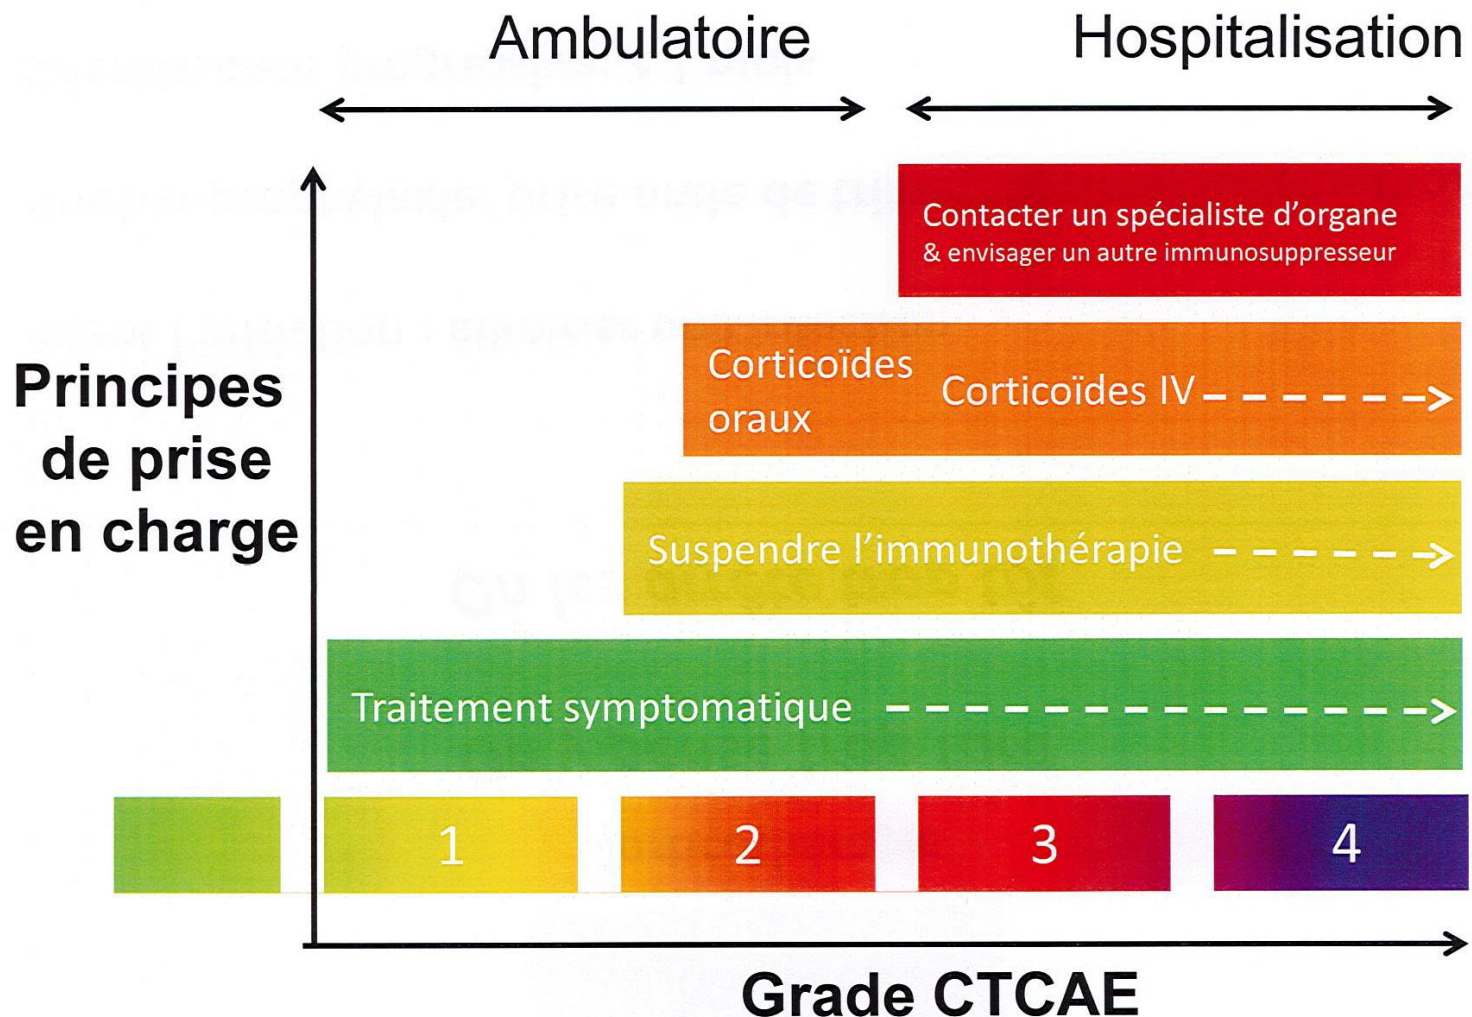 Ambulatoire
Hospitalisation
Contacter un spécialiste d'organe
& envisager un autre immunosuppresseur
Principes
de prise
en charge
Corticoïdes
oraux
Corticoïdes IV
Suspendre l'immunothérapie
Traitement symptomatique
1
2
3
4
Grade CTCAE